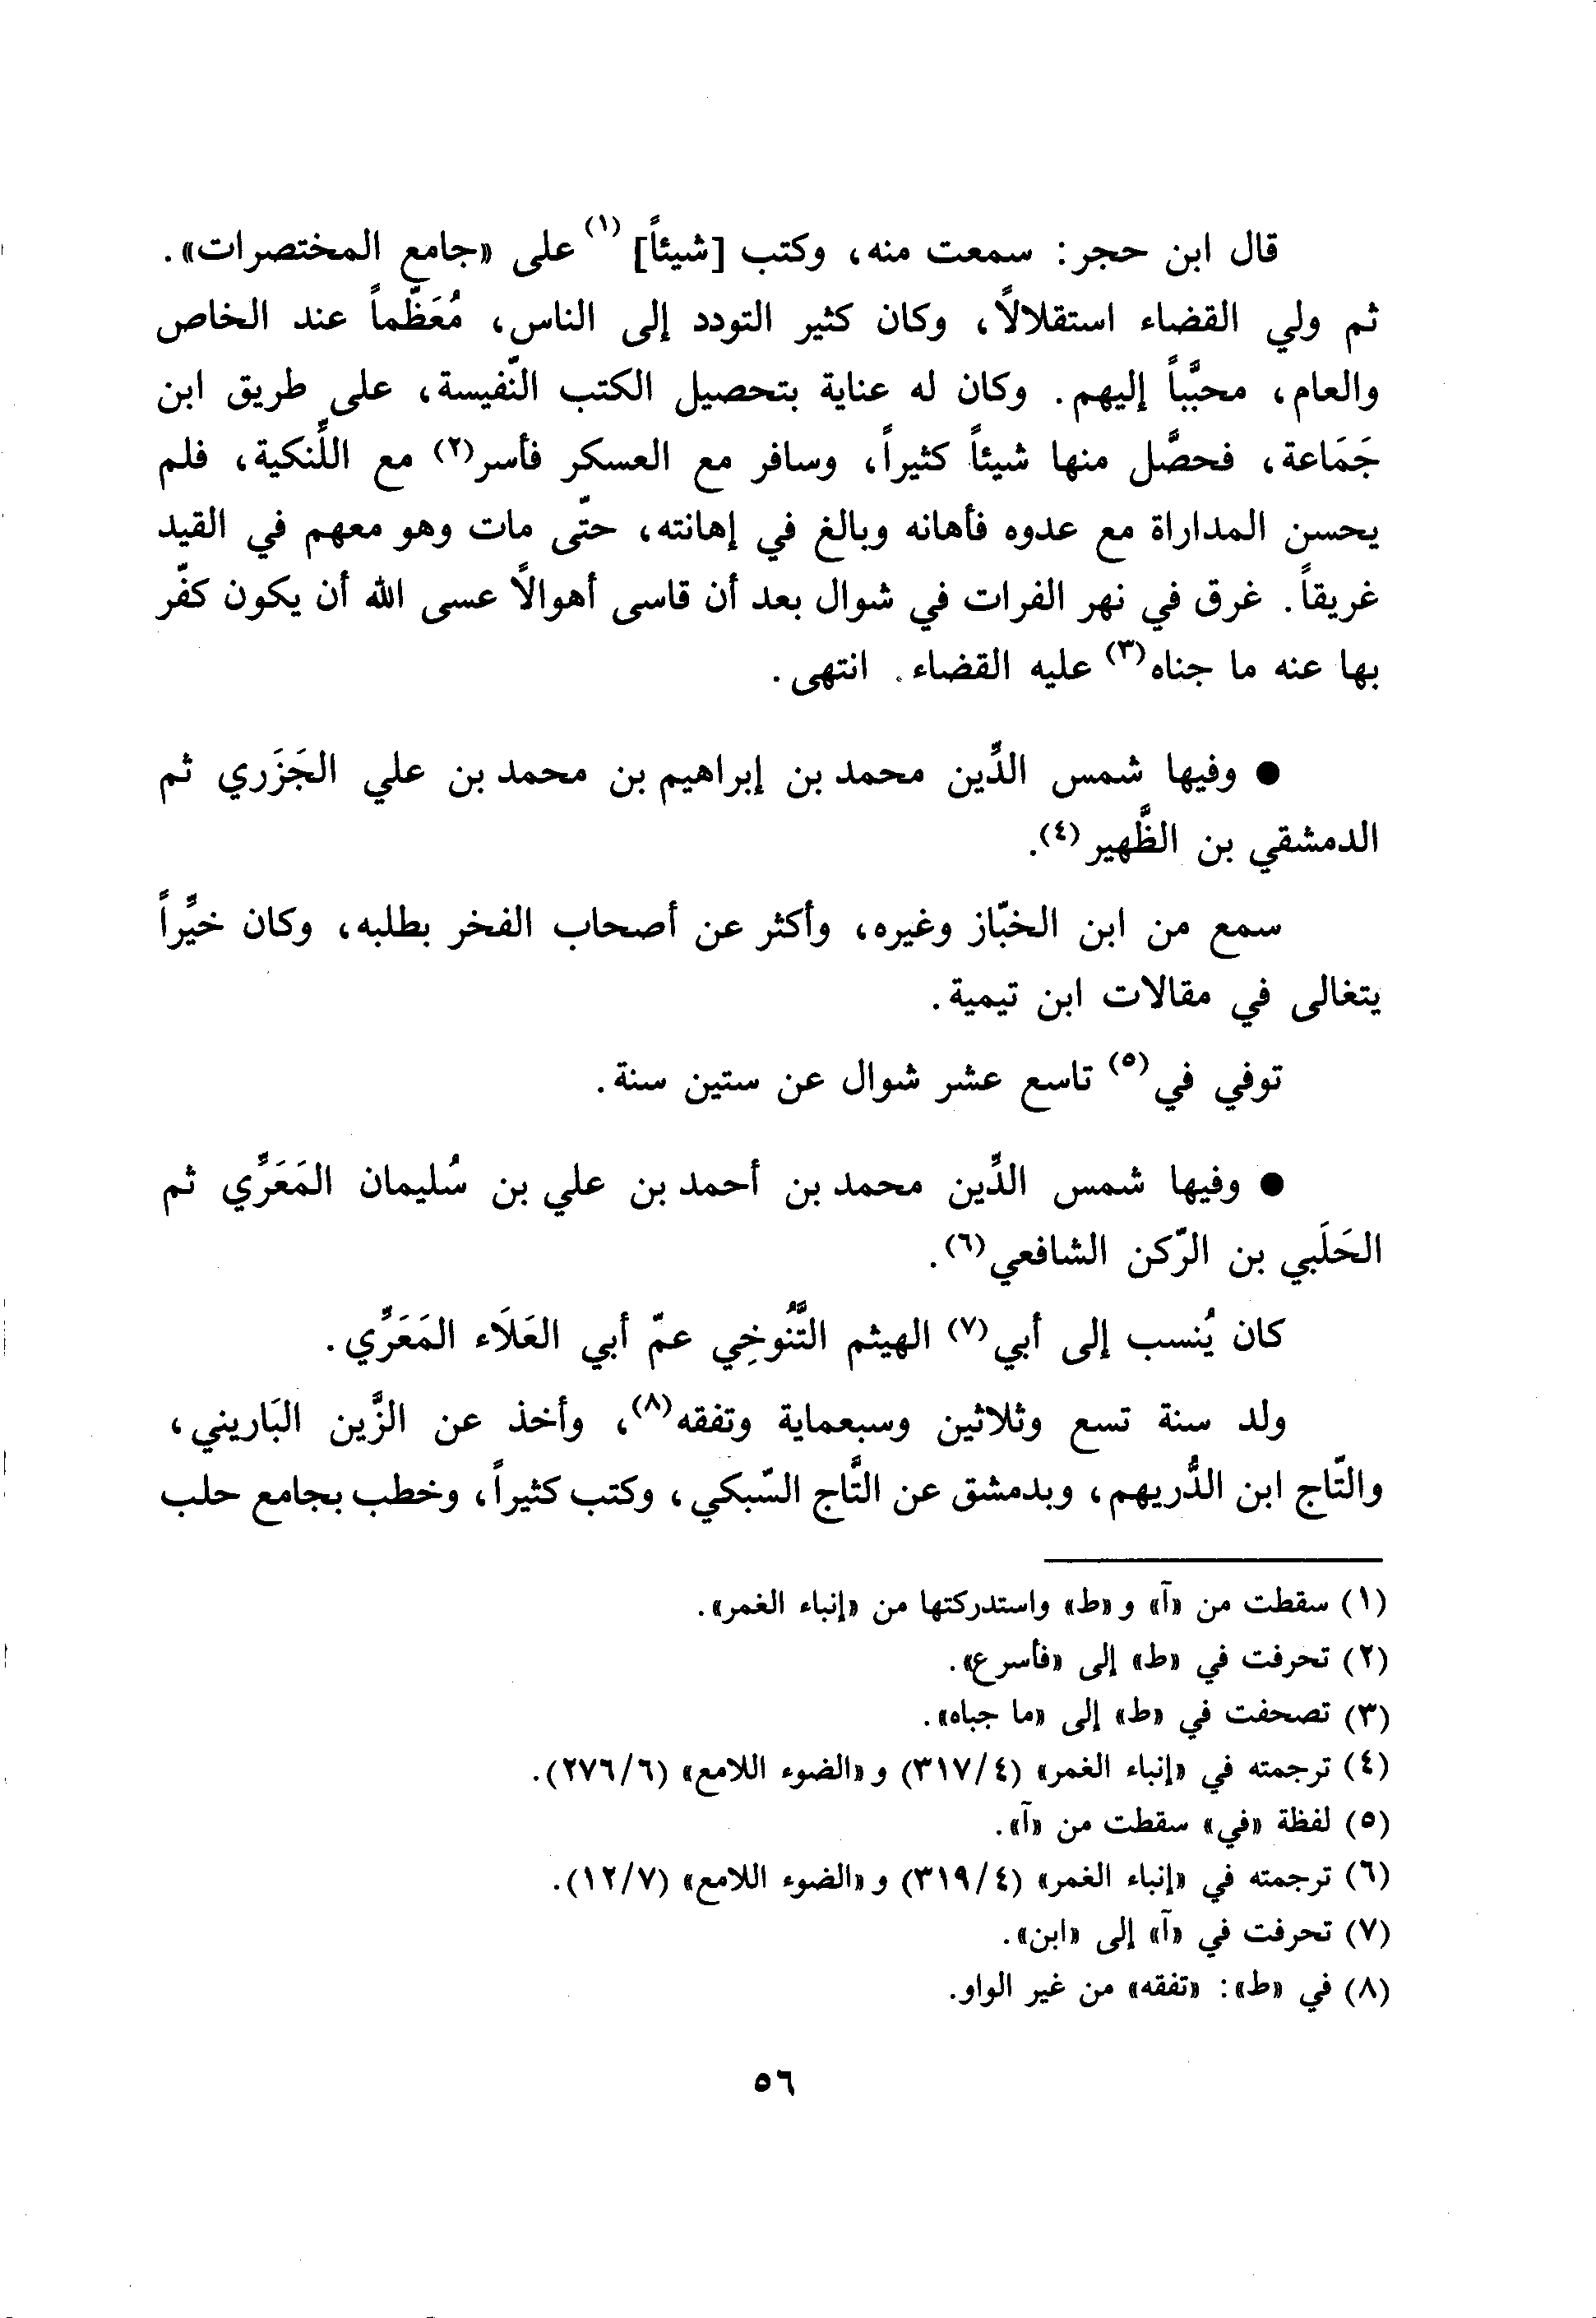 قال ابن حجر: سمعت منه، وكتب [شيئاً](١) على «جامع المختصرات».
ثم ولي القضاء استقلالاً، وكان كثير التودد إلى الناس، مُعَظَّماً عند الخاص
والعام، محبَّباً إليهم. وكان له عناية بتحصيل الكتب النَّفيسة، على طريق ابن
جَمَاعة، فحصَّل منها شيئاً كثيراً، وسافر مع العسكر فأسر(٢) مع اللَّنكية، فلم
يحسن المداراة مع عدوه فأهانه وبالغ في إهانته، حتّى مات وهو معهم في القيد
غريقاً. غرق في نهر الفرات في شوال بعد أن قاسى أهوالاً عسى الله أن يكون كفّر
بها عنه ما جناه(٣) عليه القضاء. انتهى.
● وفيها شمس الدِّين محمد بن إبراهيم بن محمد بن علي الجَزَري ثم
الدمشقي بن الظَّهير(٤).
سمع من ابن الخبّاز وغيره، وأكثر عن أصحاب الفخر بطلبه، وكان خيِّراً
يتغالى في مقالات ابن تيمية.
توفي في(٥) تاسع عشر شوال عن ستين سنة.
● وفيها شمس الدِّين محمد بن أحمد بن علي بن سُليمان المَعَرِّي ثم
الحَلَبي بن الرّكن الشافعي(٦).
كان يُنسب إلى أبي(٧) الهيثم التَّنُوخِي عمّ أبي العَلَاء المَعَرِّي.
ولد سنة تسع وثلاثين وسبعماية وتفقه(٨)، وأخذ عن الزَّين البَاريني،
والتّاج ابن الدُّريهم، وبدمشق عن التَّاج السّبكي، وكتب كثيراً، وخطب بجامع حلب
(١) سقطت من «آ» و«ط» واستدركتها من «إنباء الغمر».
(٢) تحرفت في «ط» إلى «فأسرع».
(٣) تصحفت في «ط» إلى «ما جباه».
(٤) ترجمته في «إنباء الغمر» (٣١٧/٤) و«الضوء اللامع» (٢٧٦/٦).
(٥) لفظة «في» سقطت من «آ».
(٦) ترجمته في «إنباء الغمر» (٣١٩/٤) و«الضوء اللامع» (١٢/٧).
(٧) تحرفت في «آ» إلى «ابن».
(٨) في «ط»: «تفقه» من غير الواو.
٥٦